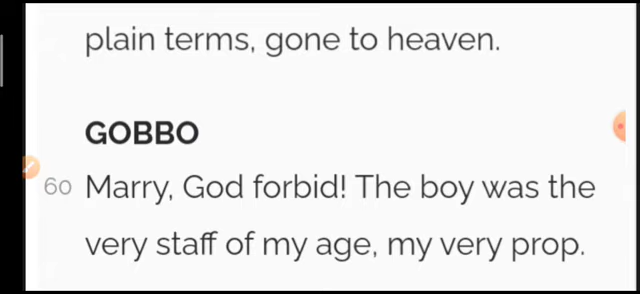 plain terms, gone to heaven.
GOBBO
60 Marry, God forbid! The boy was the
very staff of my age, my very prop.